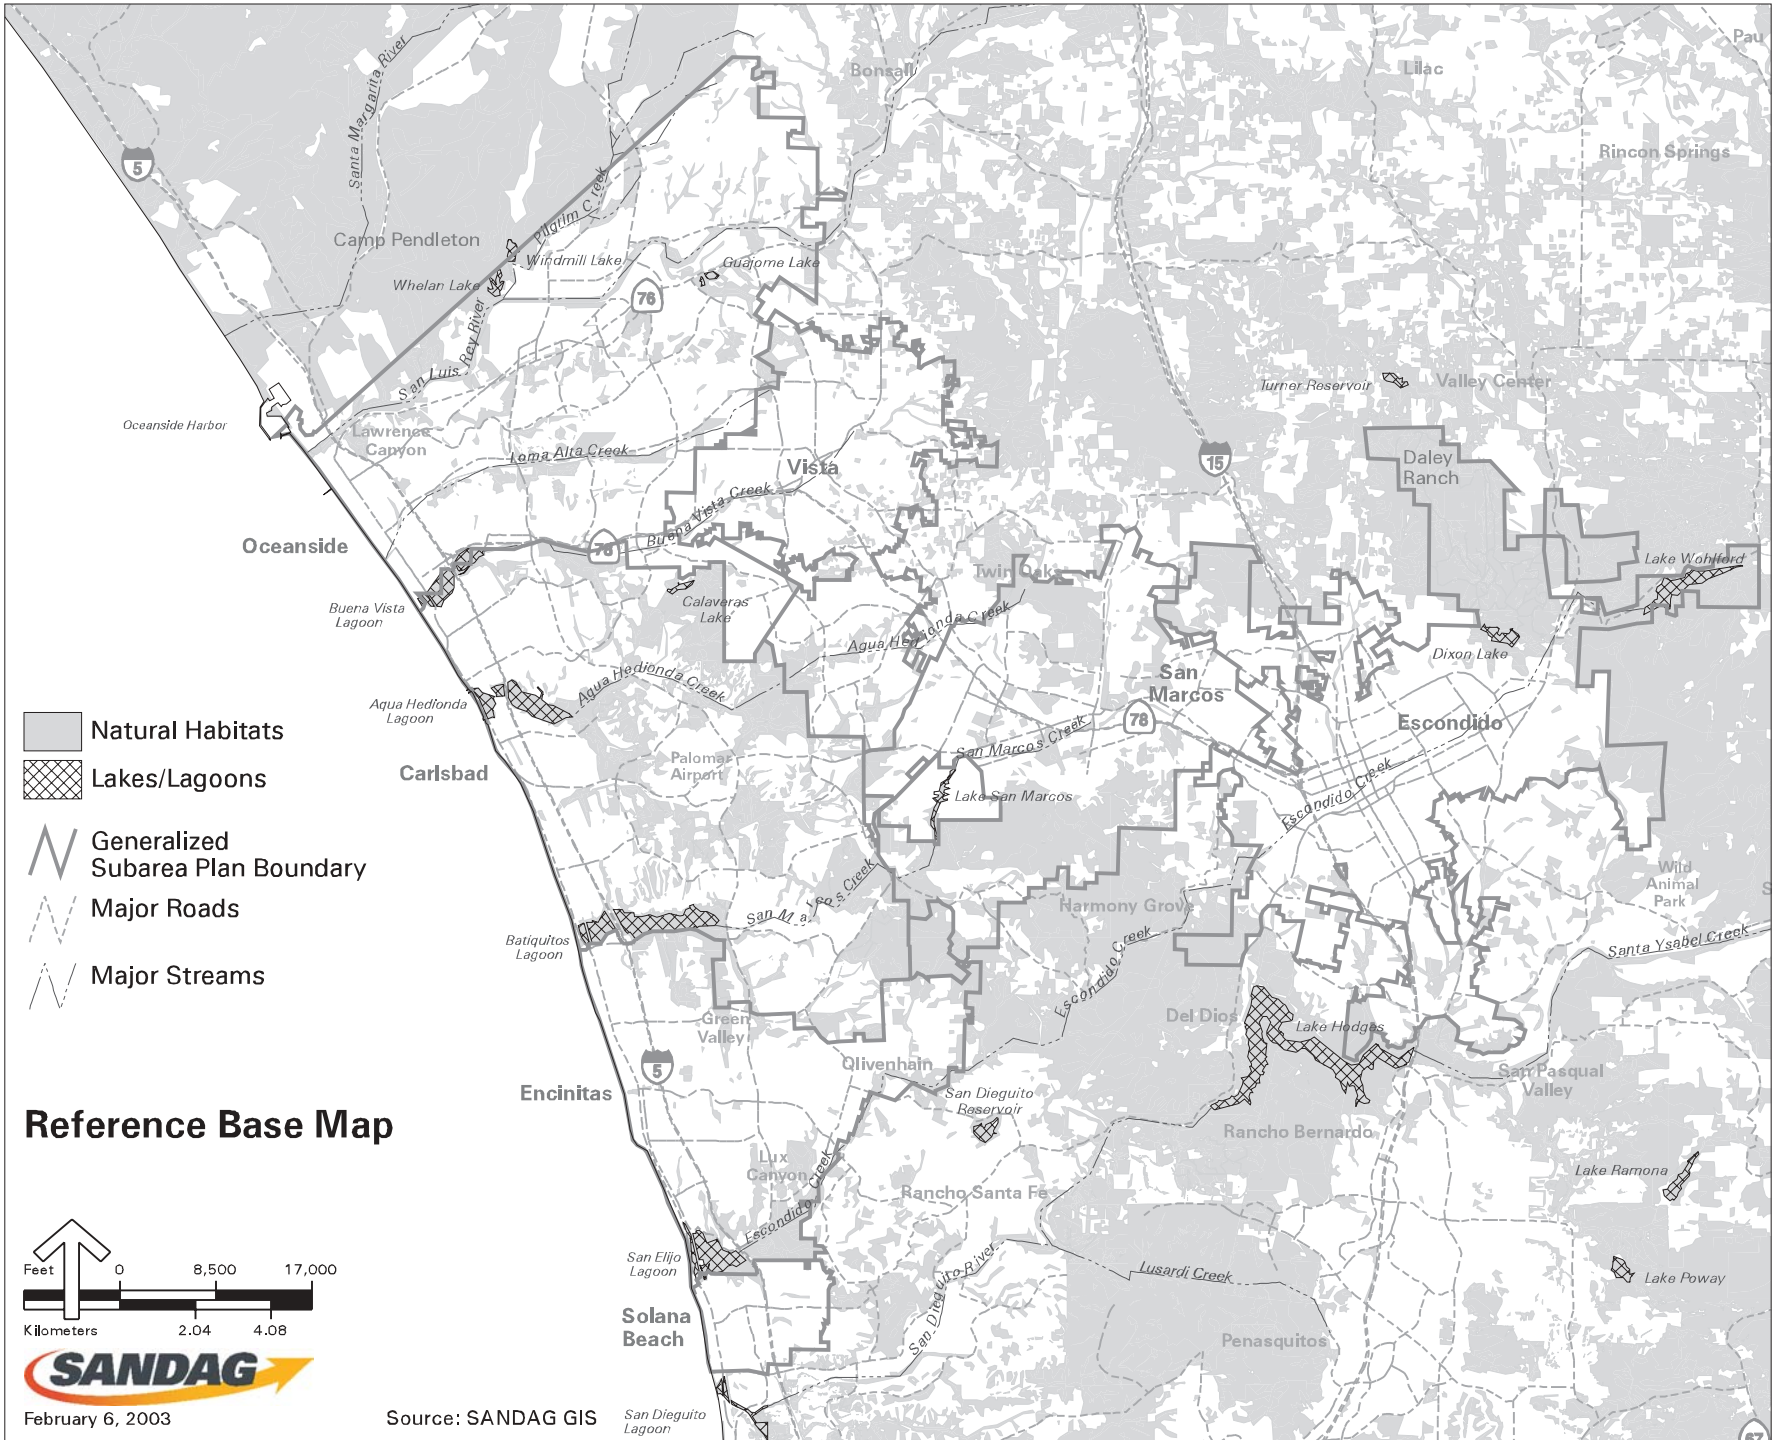 Pau
Bonsall
Lilac
Santa Margarita River
5
Rincon Springs
Pilgrim Creek
Camp Pendleton
Windmill Lake
Guajome Lake
Whelan Lake
76
San Luis Rey River
Turner Reservoir
Valley Center
Oceanside Harbor
Lawrence
Canyon
Loma Alta Creek
Vista
15
Daley
Ranch
Buena Vista Creek
Oceanside
78
Twin Oaks
Lake Wohlford
Buena Vista
Lagoon
Calaveras
Lake
Agua Hedionda Creek
Dixon Lake
Aqua Hedionda Creek
San
Marcos
Aqua Hedionda
Lagoon
78
Escondido
San Marcos Creek
Natural Habitats
Lakes/Lagoons
Carlsbad
Palomar
Airport
Lake San Marcos
Escondido Creek
Generalized
Subarea Plan Boundary
Major Roads
Major Streams
San Marcos Creek
Wild
Animal
Park
S
Harmony Grove
Batiquitos
Lagoon
Escondido Creek
Santa Ysabel Creek
Green
Valley
Del Dios
Lake Hodges
5
Olivenhain
San Pasqual
Valley
Encinitas
San Dieguito
Reservoir
Reference Base Map
Rancho Bernardo
Lux
Canyon
Lake Ramona
Rancho Santa Fe
Escondido Creek
San Elijo
Lagoon
San Dieguito River
Lusardi Creek
Lake Poway
Feet
0
8,500
17,000
Kilometers
2.04
4.08
Solana
Beach
Penasquitos
SANDAG
February 6, 2003
Source: SANDAG GIS
San Dieguito
Lagoon
67